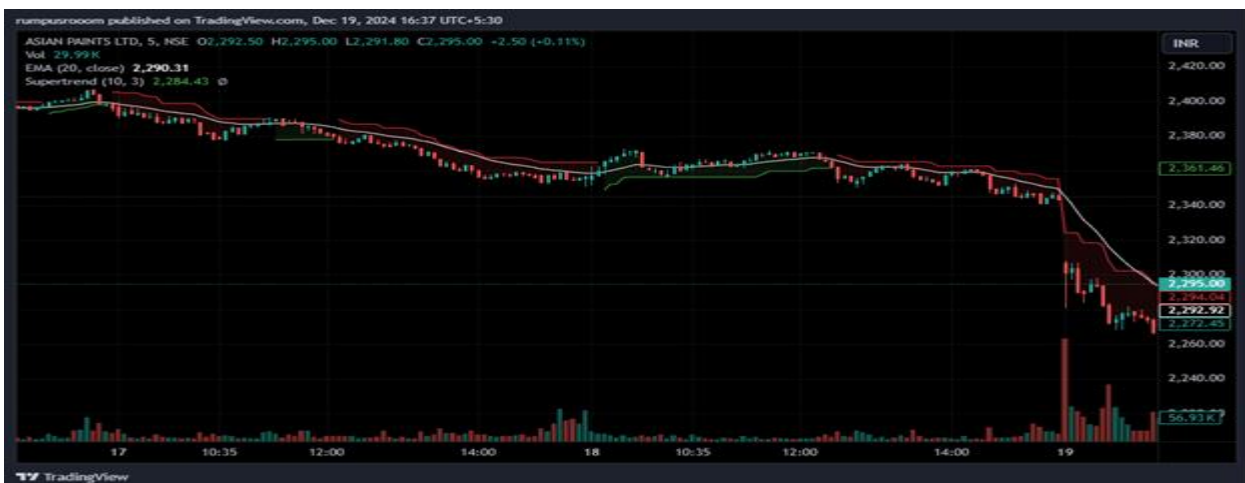 rumpusrooom published on TradingView.com, Dec 19, 2024 16:37 UTC+5:30
ASIAN PAINTS LTD, 5, NSE O2,292.50 H2,295.00 L2,291.80 C2,295.00 +2.50 (+0.11%)
Vol 29.99K
EMA (20, close) 2,290.31
Supertrend (10, 3) 2,284.43 Ø
INR
2,420.00
2,400.00
2,380.00
2,361.46
2,340.00
2,320.00
2,300.00
2,295.00
2,294.04
2,292.92
2,272.45
2,260.00
2,240.00
56.93K
17 10:35 12:00 14:00 18 10:35 12:00 14:00 19
TradingView